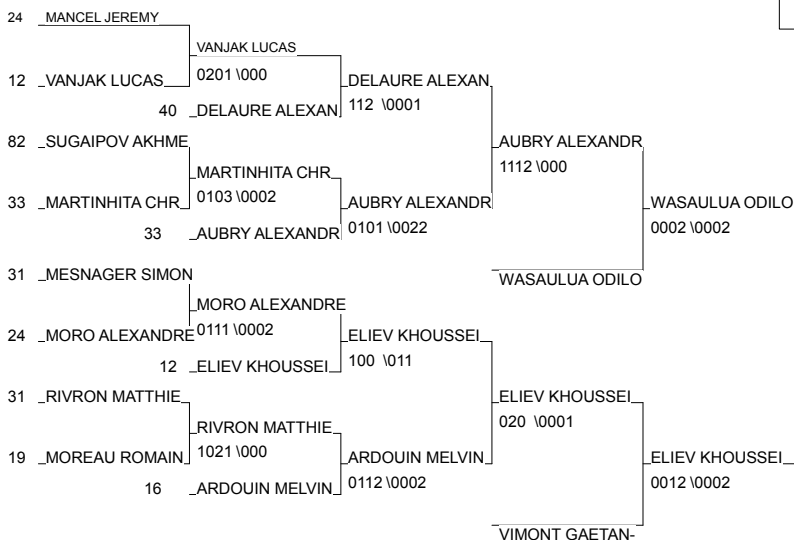 24 MANCEL JEREMY
VANJAK LUCAS
0201 \000
12 VANJAK LUCAS
DELAURE ALEXAN
112 \0001
40 DELAURE ALEXAN
82 SUGAIPOV AKHME
AUBRY ALEXANDR
1112 \000
MARTINHITA CHR
0103 \0002
33 MARTINHITA CHR
AUBRY ALEXANDR
0101 \0022
WASAULUA ODILO
0002 \0002
33 AUBRY ALEXANDR
31 MESNAGER SIMON
WASAULUA ODILO
MORO ALEXANDRE
0111 \0002
24 MORO ALEXANDRE
ELIEV KHOUSSEI
100 \011
12 ELIEV KHOUSSEI
31 RIVRON MATTHIE
ELIEV KHOUSSEI
020 \0001
RIVRON MATTHIE
1021 \000
19 MOREAU ROMAIN
ARDOUIN MELVIN
0112 \0002
ELIEV KHOUSSEI
0012 \0002
16 ARDOUIN MELVIN
VIMONT GAETAN-